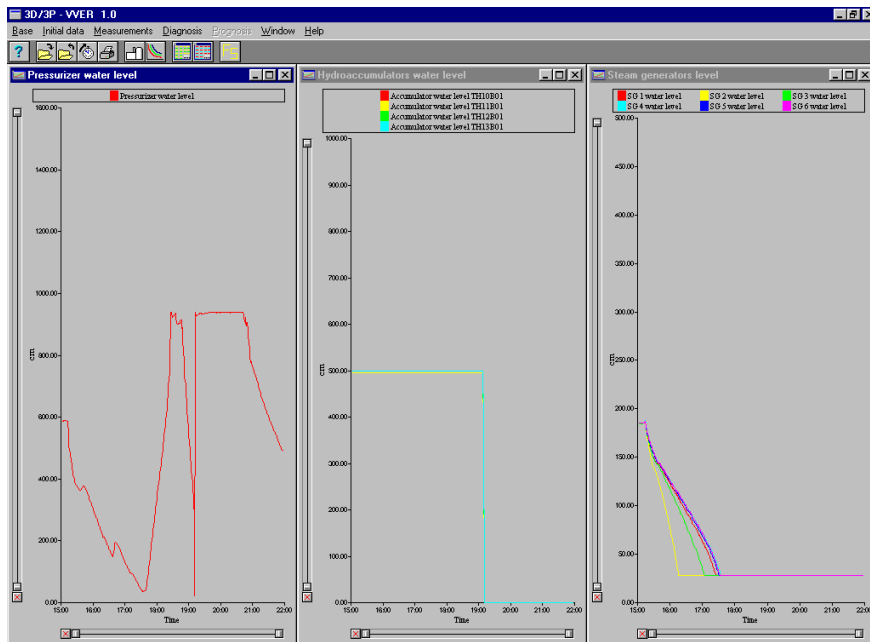 3D/3P - VVER 1.0
Base Initial data Measurements Diagnosis Prognosis Window Help
?
Pressurizer water level
Pressurizer water level
1600.00
1400.00
1200.00
1000.00
800.00
600.00
400.00
200.00
0.00
cm
15:00 16:00 17:00 18:00 19:00 20:00 21:00 22:00
Time
Hydroaccumulators water level
Accumulator water level TH10B01
Accumulator water level TH11B01
Accumulator water level TH12B01
Accumulator water level TH13B01
1000.00
900.00
800.00
700.00
600.00
500.00
400.00
300.00
200.00
100.00
0.00
cm
15:00 16:00 17:00 18:00 19:00 20:00 21:00 22:00
Time
Steam generators level
SG 1 water level SG 2 water level SG 3 water level
SG 4 water level SG 5 water level SG 6 water level
500.00
450.00
400.00
350.00
300.00
250.00
200.00
150.00
100.00
50.00
0.00
cm
15:00 16:00 17:00 18:00 19:00 20:00 21:00 22:00
Time